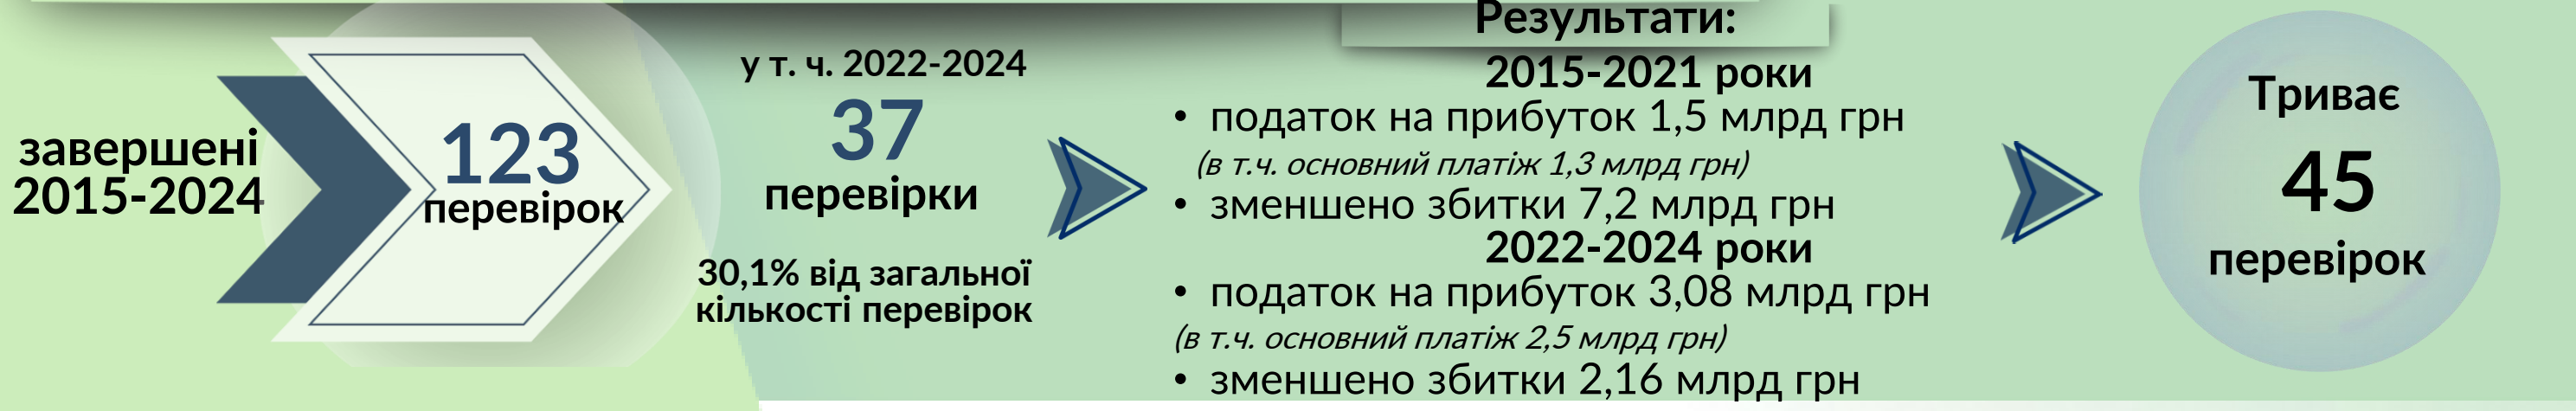 завершені
2015-2024
123
перевірок
у т. ч. 2022-2024
37
перевірки
30,1% від загальної
кількості перевірок
Результати:
2015-2021 роки
• податок на прибуток 1,5 млрд грн
(в т.ч. основний платіж 1,3 млрд грн)
• зменшено збитки 7,2 млрд грн
2022-2024 роки
• податок на прибуток 3,08 млрд грн
(в т.ч. основний платіж 2,5 млрд грн)
• зменшено збитки 2,16 млрд грн
Триває
45
перевірок